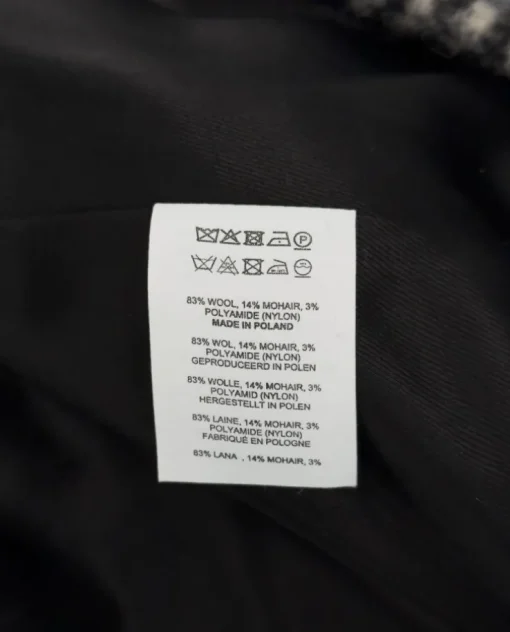 P
83% WOOL, 14% MOHAIR, 3%
POLYAMIDE (NYLON)
MADE IN POLAND
83% WOL, 14% MOHAIR, 3%
POLYAMIDE (NYLON)
GEPRODUCEERD IN POLEN
83% WOLLE, 14% MOHAIR, 3%
POLYAMID (NYLON)
HERGESTELLT IN POLEN
83% LAINE, 14% MOHAIR, 3%
POLYAMIDE (NYLON)
FABRIQUÉ EN POLOGNE
83% LANA , 14% MOHAIR, 3%